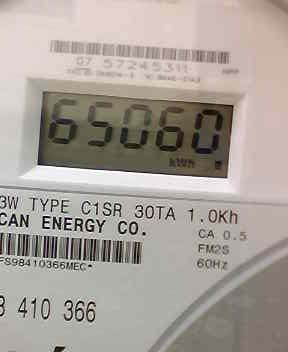 07 57245311
65060
kWh
3W TYPE C1SR 30TA 1.0Kh
CAN ENERGY CO.
CA 0.5
FM2S
60Hz
FS98410366MEC*
8 410 366